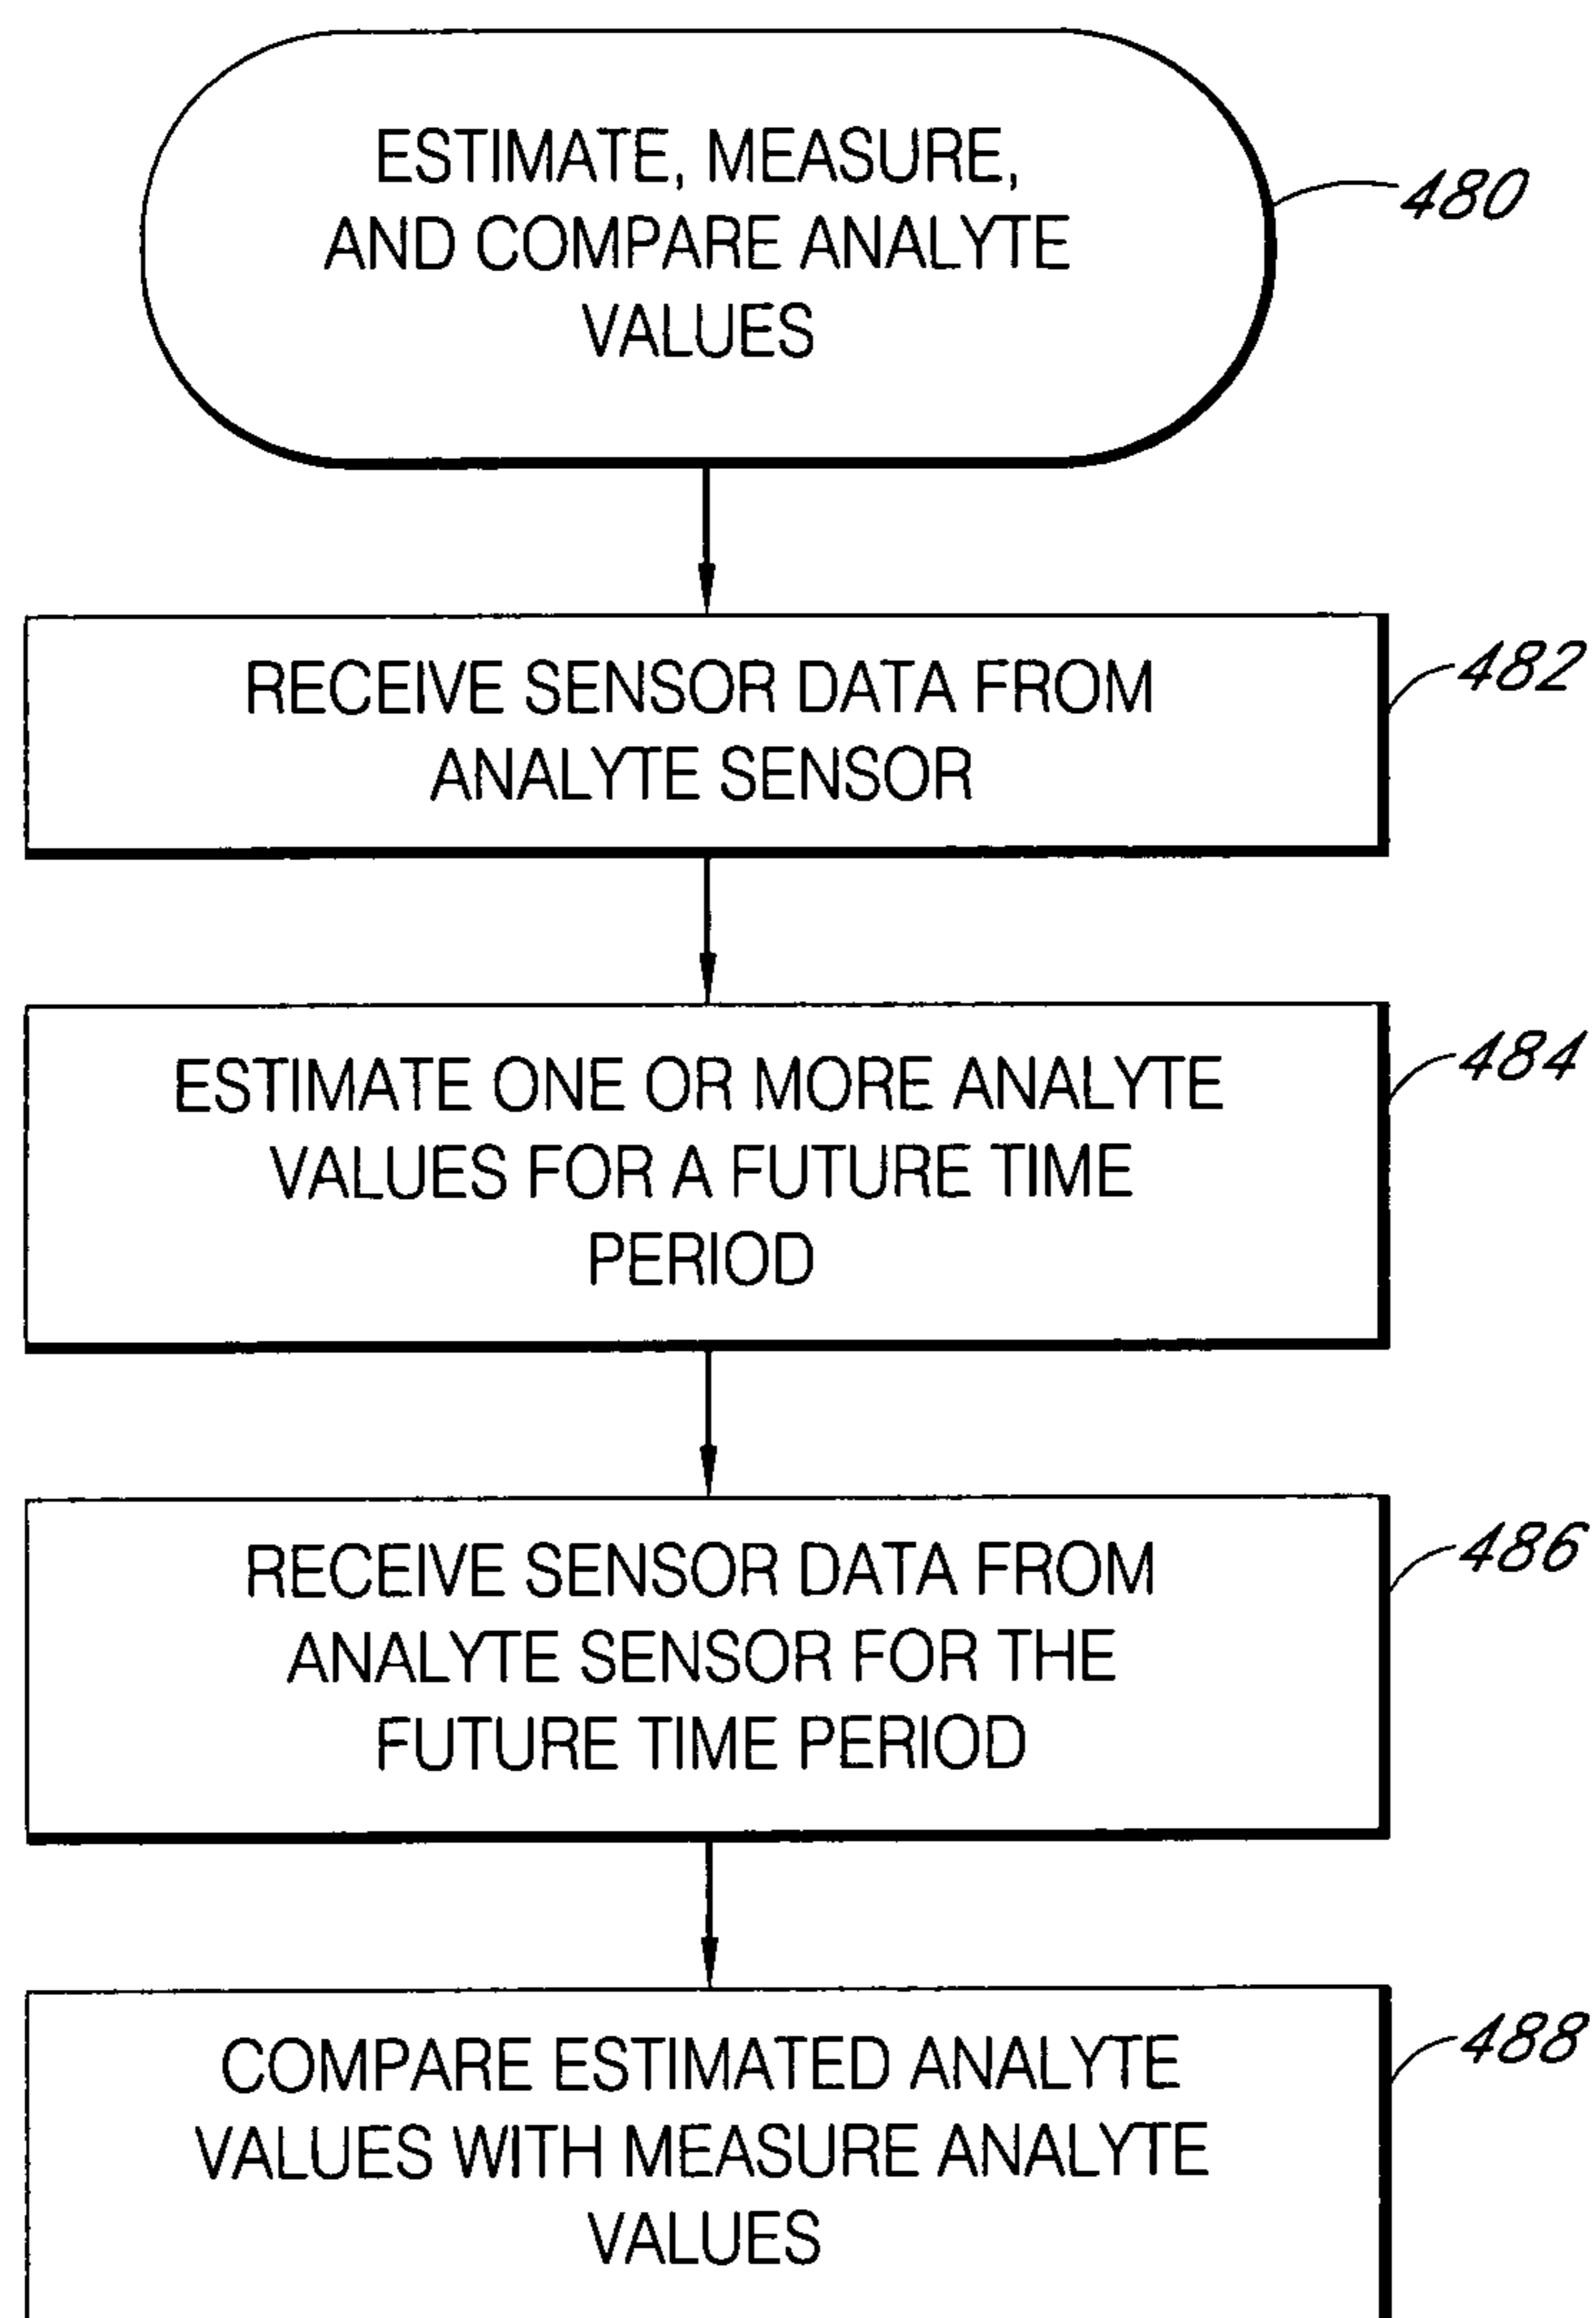 ESTIMATE, MEASURE,
AND COMPARE ANALYTE
VALUES
480
RECEIVE SENSOR DATA FROM
ANALYTE SENSOR
482
ESTIMATE ONE OR MORE ANALYTE
VALUES FOR A FUTURE TIME
PERIOD
484
RECEIVE SENSOR DATA FROM
ANALYTE SENSOR FOR THE
FUTURE TIME PERIOD
486
COMPARE ESTIMATED ANALYTE
VALUES WITH MEASURE ANALYTE
VALUES
488